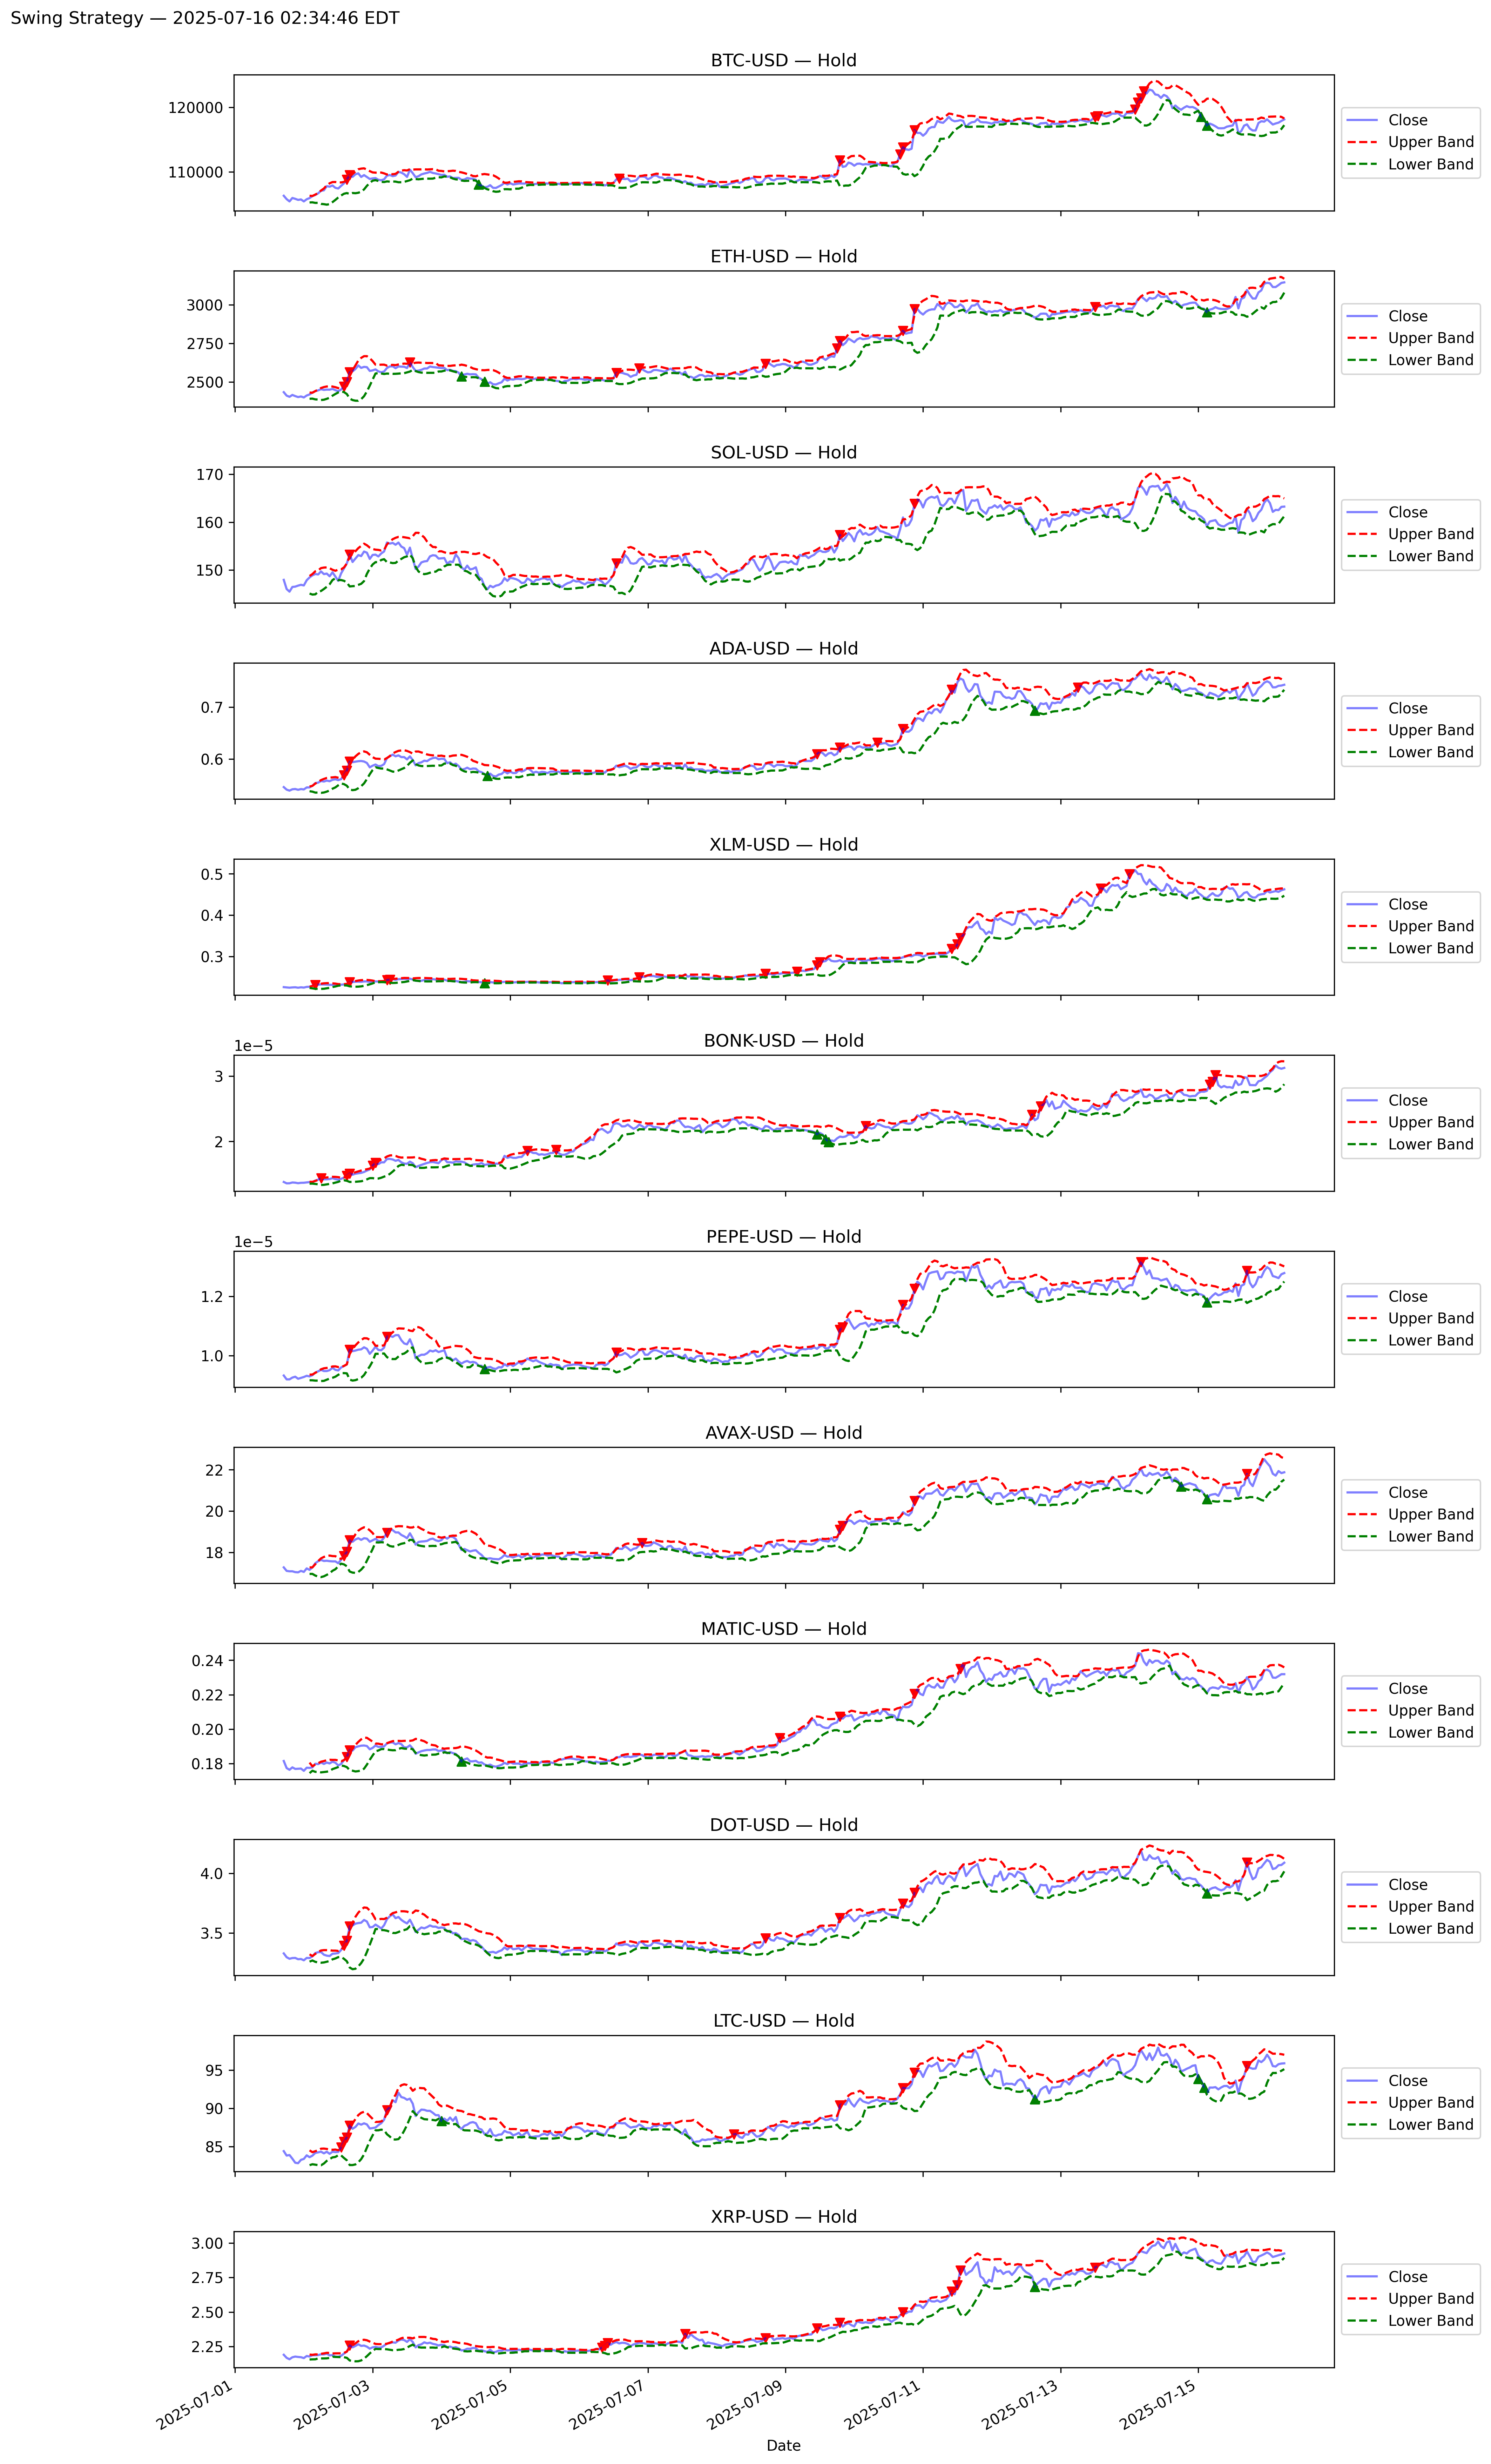 Swing Strategy — 2025-07-16 02:34:46 EDT
BTC-USD — Hold
120000
110000
Close
Upper Band
Lower Band
ETH-USD — Hold
3000
2750
2500
Close
Upper Band
Lower Band
SOL-USD — Hold
170
160
150
Close
Upper Band
Lower Band
ADA-USD — Hold
0.7
0.6
Close
Upper Band
Lower Band
XLM-USD — Hold
0.5
0.4
0.3
Close
Upper Band
Lower Band
BONK-USD — Hold
1e−5
3
2
Close
Upper Band
Lower Band
PEPE-USD — Hold
1e−5
1.2
1.0
Close
Upper Band
Lower Band
AVAX-USD — Hold
22
20
18
Close
Upper Band
Lower Band
MATIC-USD — Hold
0.24
0.22
0.20
0.18
Close
Upper Band
Lower Band
DOT-USD — Hold
4.0
3.5
Close
Upper Band
Lower Band
LTC-USD — Hold
95
90
85
Close
Upper Band
Lower Band
XRP-USD — Hold
3.00
2.75
2.50
2.25
Close
Upper Band
Lower Band
2025-07-01
2025-07-03
2025-07-05
2025-07-07
2025-07-09
2025-07-11
2025-07-13
2025-07-15
Date